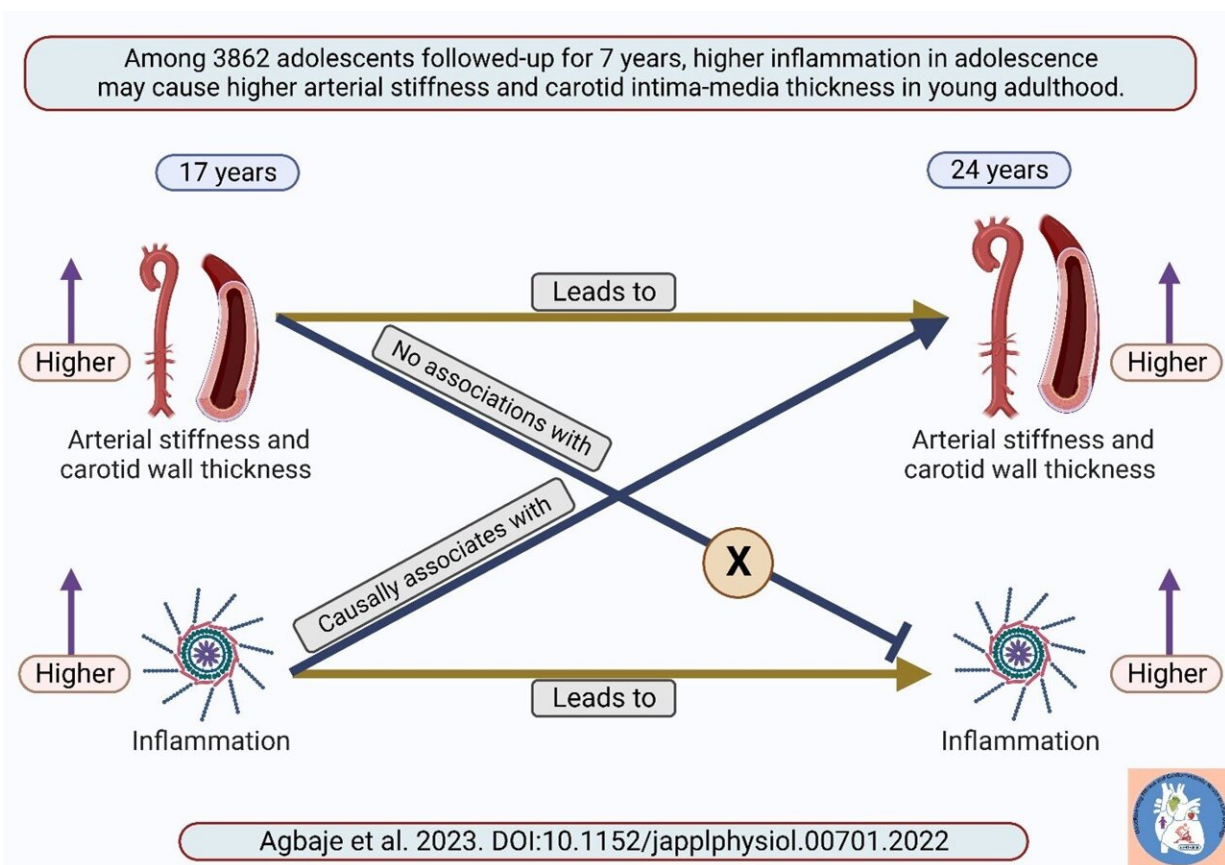 Among 3862 adolescents followed-up for 7 years, higher inflammation in adolescence
may cause higher arterial stiffness and carotid intima-media thickness in young adulthood.
17 years
24 years
Leads to
Higher
Higher
No associations with
Arterial stiffness and
carotid wall thickness
Arterial stiffness and
carotid wall thickness
Causally associates with
X
Higher
Higher
Leads to
Inflammation
Inflammation
Agbaje et al. 2023. DOI:10.1152/japplphysiol.00701.2022